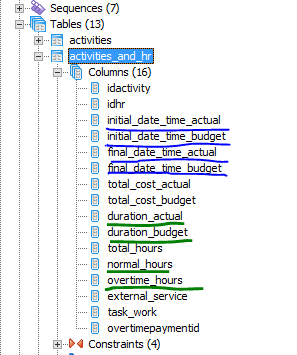 Sequences (7)
Tables (13)
activities
activities_and_hr
Columns (16)
idactivity
idhr
initial_date_time_actual
initial_date_time_budget
final_date_time_actual
final_date_time_budget
total_cost_actual
total_cost_budget
duration_actual
duration_budget
total_hours
normal_hours
overtime_hours
external_service
task_work
overtimepaymentid
Constraints (4)